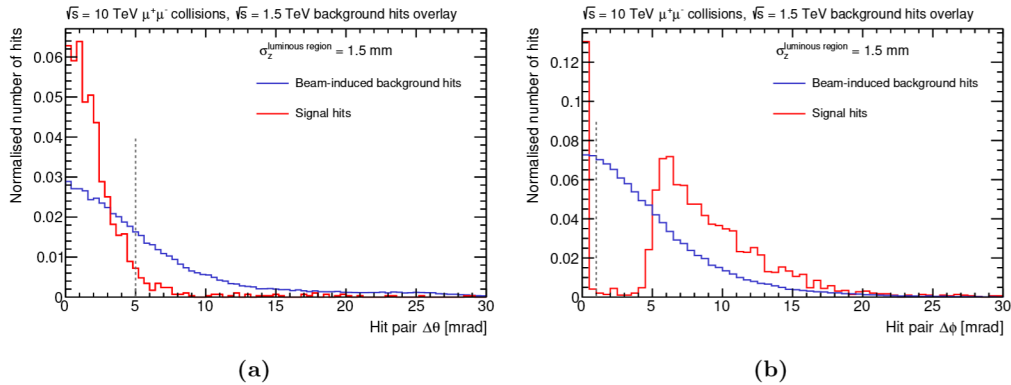 √s = 10 TeV μ⁺μ⁻ collisions, √s = 1.5 TeV background hits overlay
Normalised number of hits
0.06
0.05
0.04
0.03
0.02
0.01
0
σ_z^luminous region = 1.5 mm
Beam-induced background hits
Signal hits
0 5 10 15 20 25 30
Hit pair Δθ [mrad]
(a)
√s = 10 TeV μ⁺μ⁻ collisions, √s = 1.5 TeV background hits overlay
Normalised number of hits
0.12
0.1
0.08
0.06
0.04
0.02
0
σ_z^luminous region = 1.5 mm
Beam-induced background hits
Signal hits
0 5 10 15 20 25 30
Hit pair Δϕ [mrad]
(b)